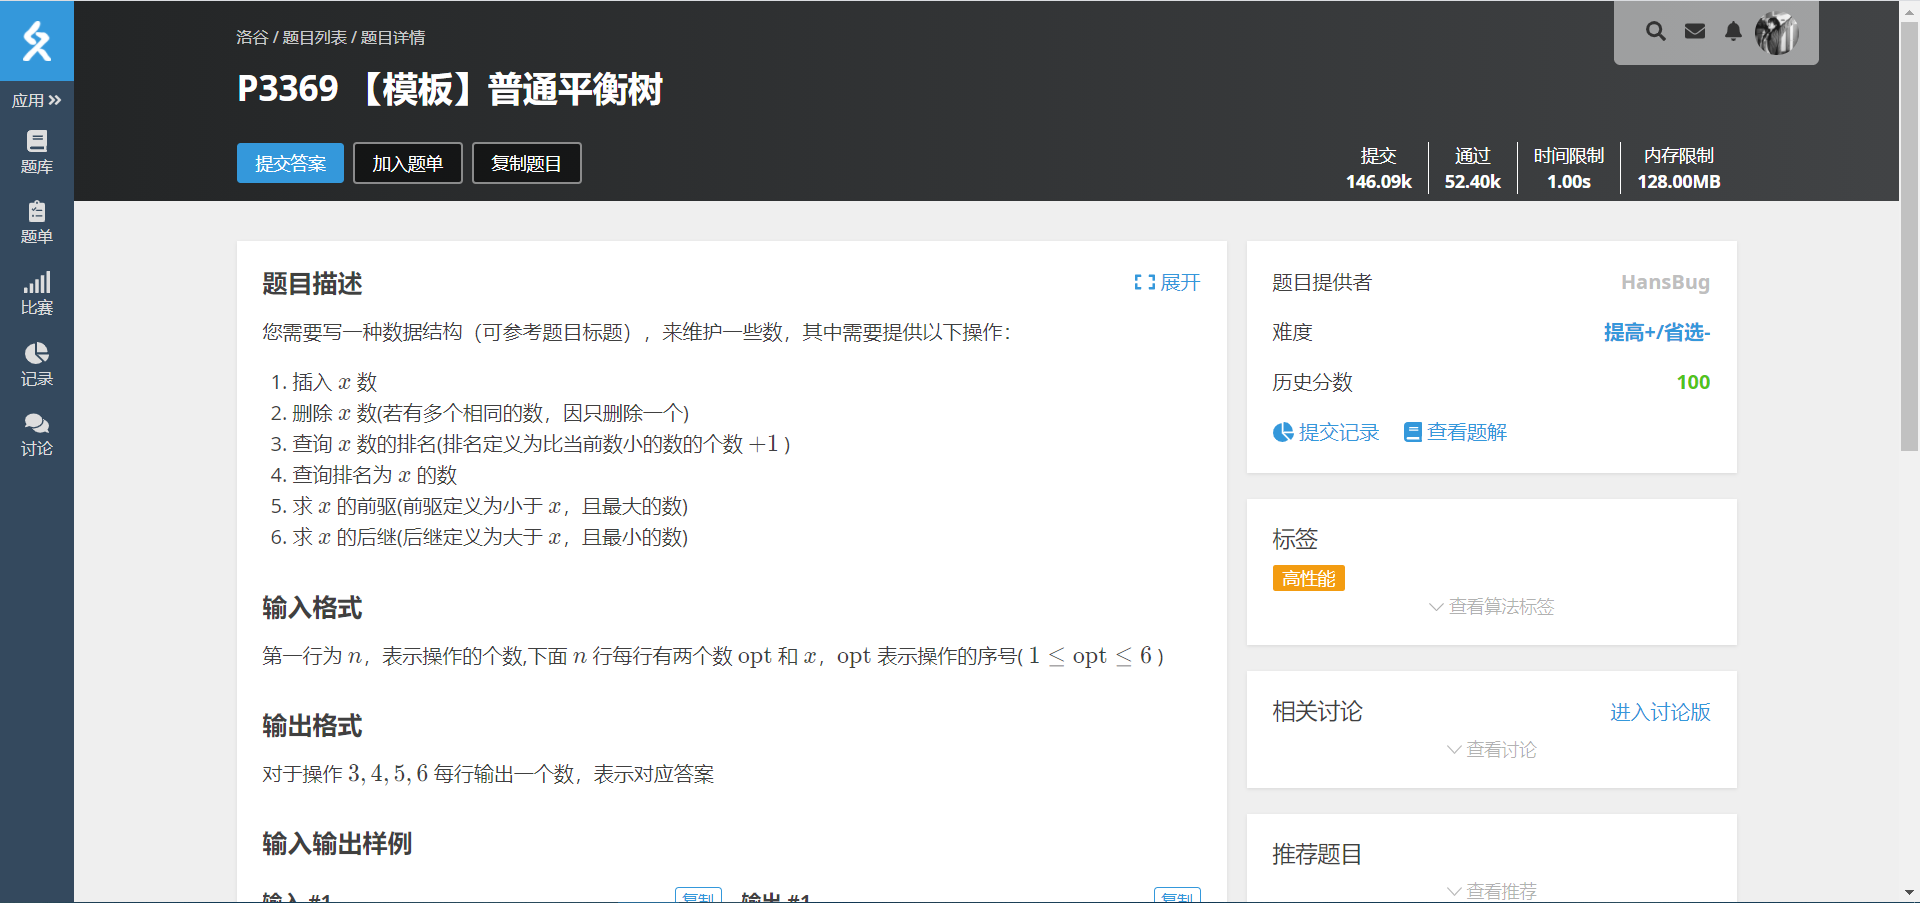 洛谷 / 题目列表 / 题目详情
P3369 【模板】普通平衡树
提交答案
加入题单
复制题目
提交
146.09k
通过
52.40k
时间限制
1.00s
内存限制
128.00MB
应用
题库
题单
比赛
记录
讨论
题目描述
展开
您需要写一种数据结构（可参考题目标题），来维护一些数，其中需要提供以下操作：
1. 插入 x 数
2. 删除 x 数(若有多个相同的数，因只删除一个)
3. 查询 x 数的排名(排名定义为比当前数小的数的个数 +1 )
4. 查询排名为 x 的数
5. 求 x 的前驱(前驱定义为小于 x，且最大的数)
6. 求 x 的后继(后继定义为大于 x，且最小的数)
输入格式
第一行为 n，表示操作的个数,下面 n 行每行有两个数 opt 和 x，opt 表示操作的序号( 1 ≤ opt ≤ 6 )
输出格式
对于操作 3, 4, 5, 6 每行输出一个数，表示对应答案
输入输出样例
输入 #1
复制
输出 #1
复制
题目提供者
HansBug
难度
提高+/省选-
历史分数
100
提交记录
查看题解
标签
高性能
查看算法标签
相关讨论
进入讨论版
查看讨论
推荐题目
查看推荐